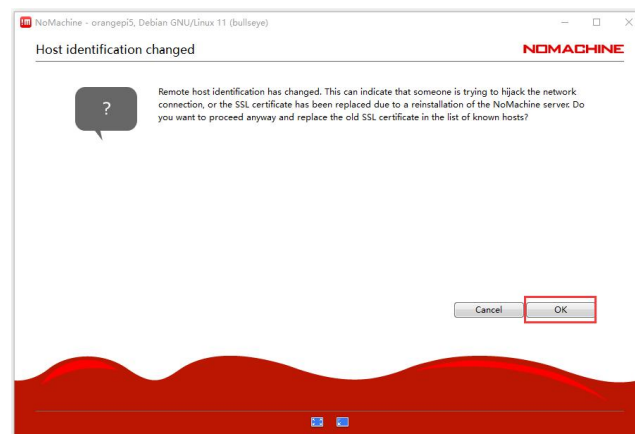 NoMachine - orangepi5, Debian GNU/Linux 11 (bullseye)
Host identification changed
NOMACHINE
Remote host identification has changed. This can indicate that someone is trying to hijack the network
connection, or the SSL certificate has been replaced due to a reinstallation of the NoMachine server. Do
you want to proceed anyway and replace the old SSL certificate in the list of known hosts?
?
Cancel
OK